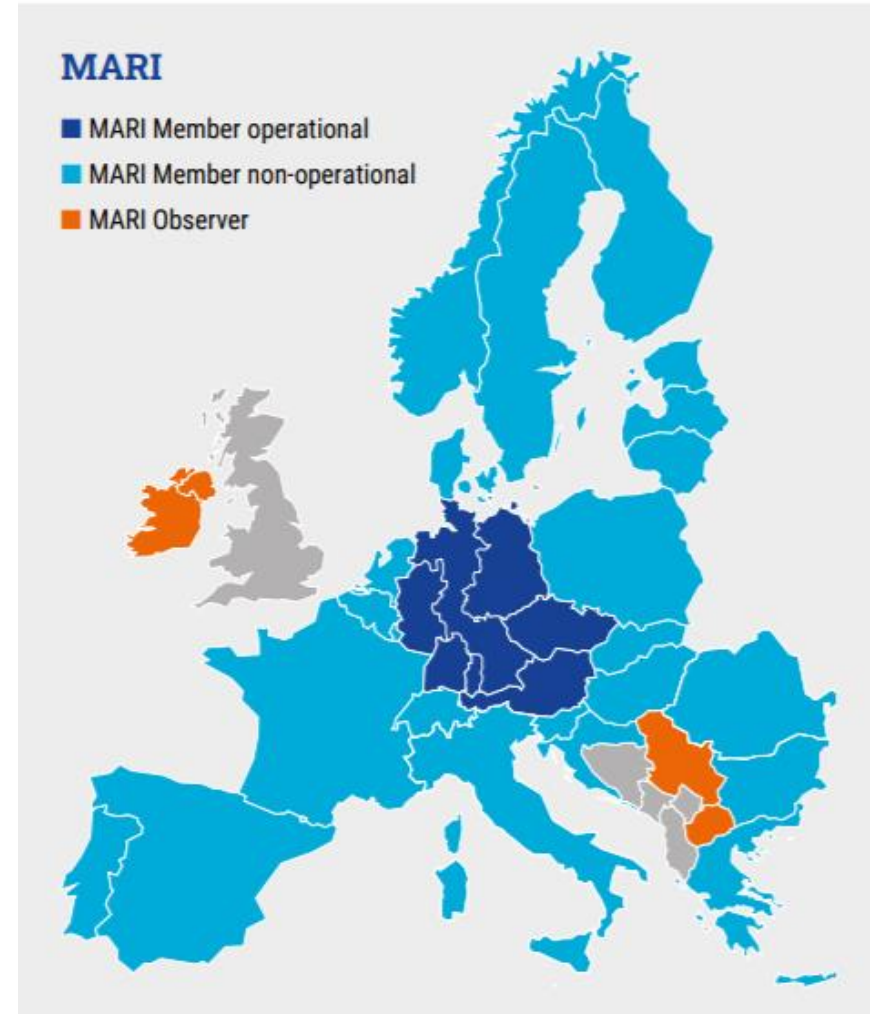 MARI
MARI Member operational
MARI Member non-operational
MARI Observer